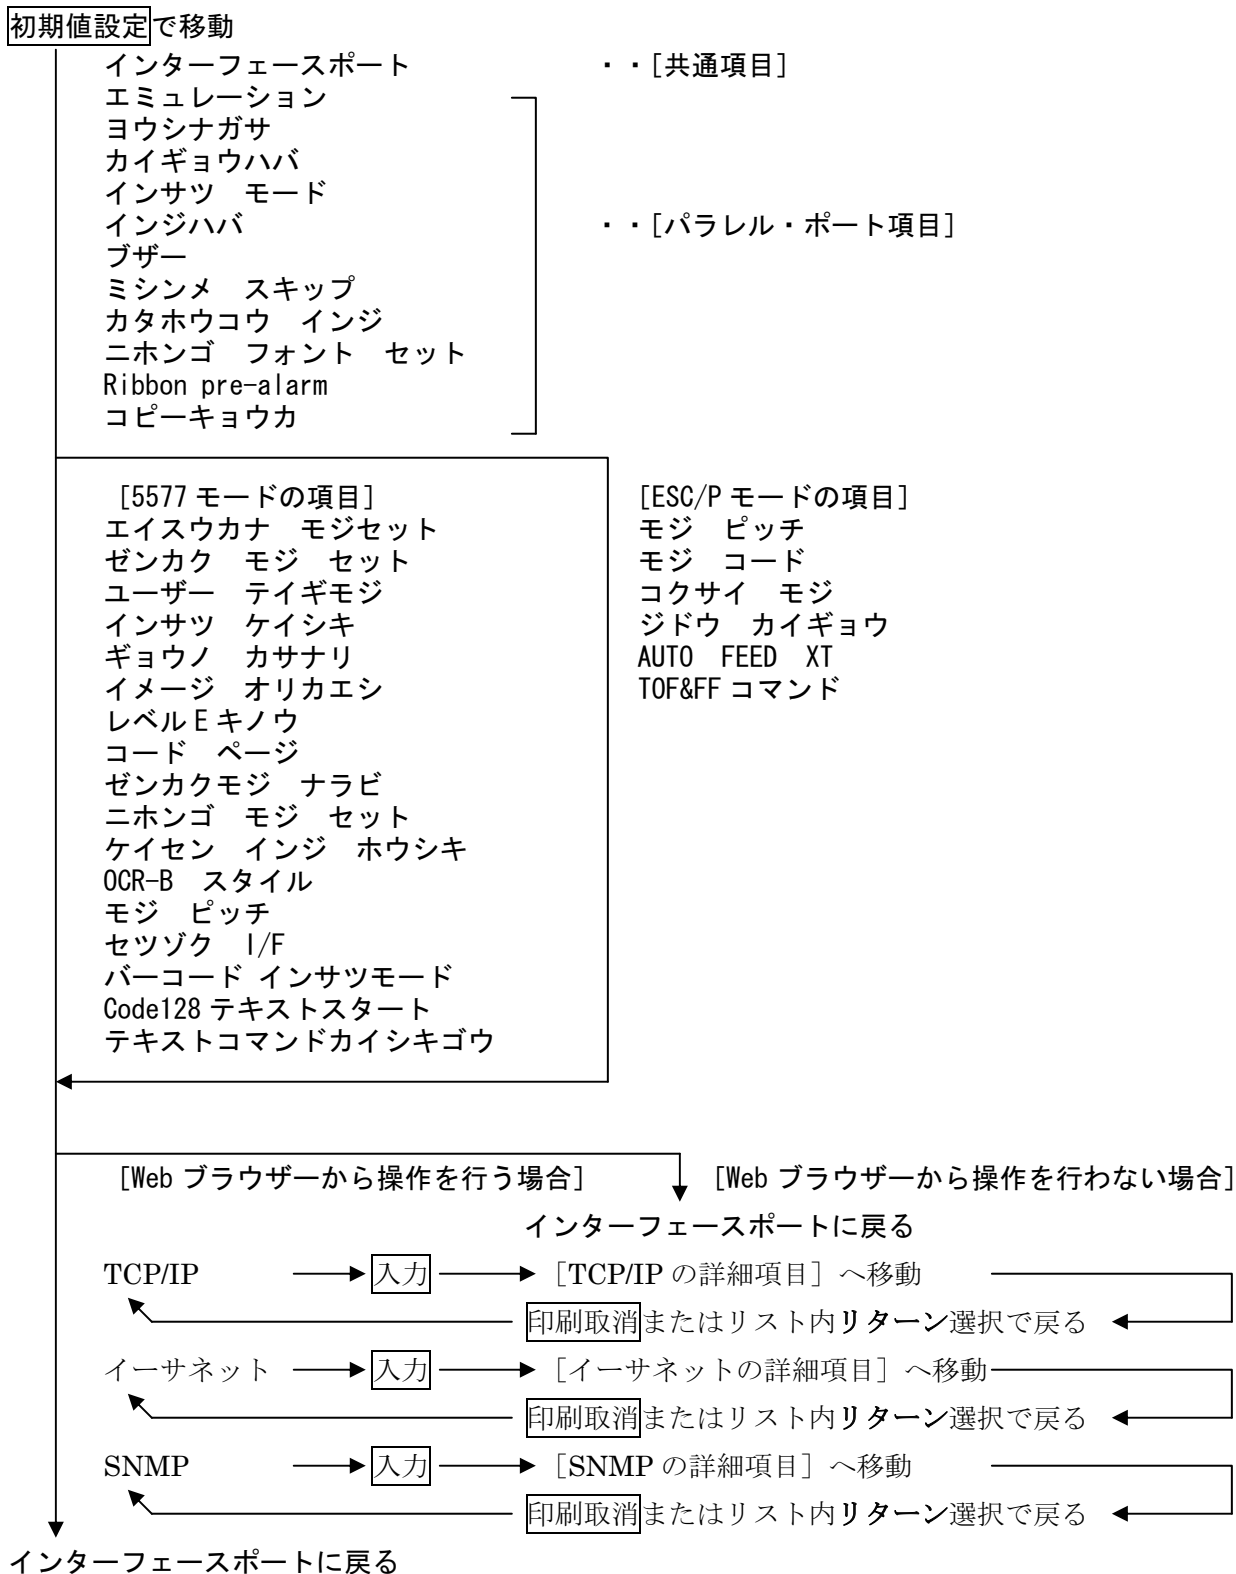 初期値設定で移動
インターフェースポート ・・[共通項目]
エミュレーション
ヨウシナガサ
カイギョウハバ
インサツ モード
インジハバ ・・[パラレル・ポート項目]
ブザー
ミシンメ スキップ
カタホウコウ インジ
ニホンゴ フォント セット
Ribbon pre-alarm
コピーキョウカ
[5577 モードの項目]
エイスウカナ モジセット
ゼンカク モジ セット
ユーザー テイギモジ
インサツ ケイシキ
ギョウノ カサナリ
イメージ オリカエシ
レベル E キノウ
コード ページ
ゼンカクモジ ナラビ
ニホンゴ モジ セット
ケイセン インジ ホウシキ
OCR-B スタイル
モジ ピッチ
セツゾク I/F
バーコード インサツモード
Code128 テキストスタート
テキストコマンドカイシキゴウ
[ESC/P モードの項目]
モジ ピッチ
モジ コード
コクサイ モジ
ジドウ カイギョウ
AUTO FEED XT
TOF&FF コマンド
[Web ブラウザーから操作を行う場合] [Web ブラウザーから操作を行わない場合]
インターフェースポートに戻る
TCP/IP 入力 [TCP/IP の詳細項目] へ移動
印刷取消またはリスト内リターン選択で戻る
イーサネット 入力 [イーサネットの詳細項目] へ移動
印刷取消またはリスト内リターン選択で戻る
SNMP 入力 [SNMP の詳細項目] へ移動
印刷取消またはリスト内リターン選択で戻る
インターフェースポートに戻る